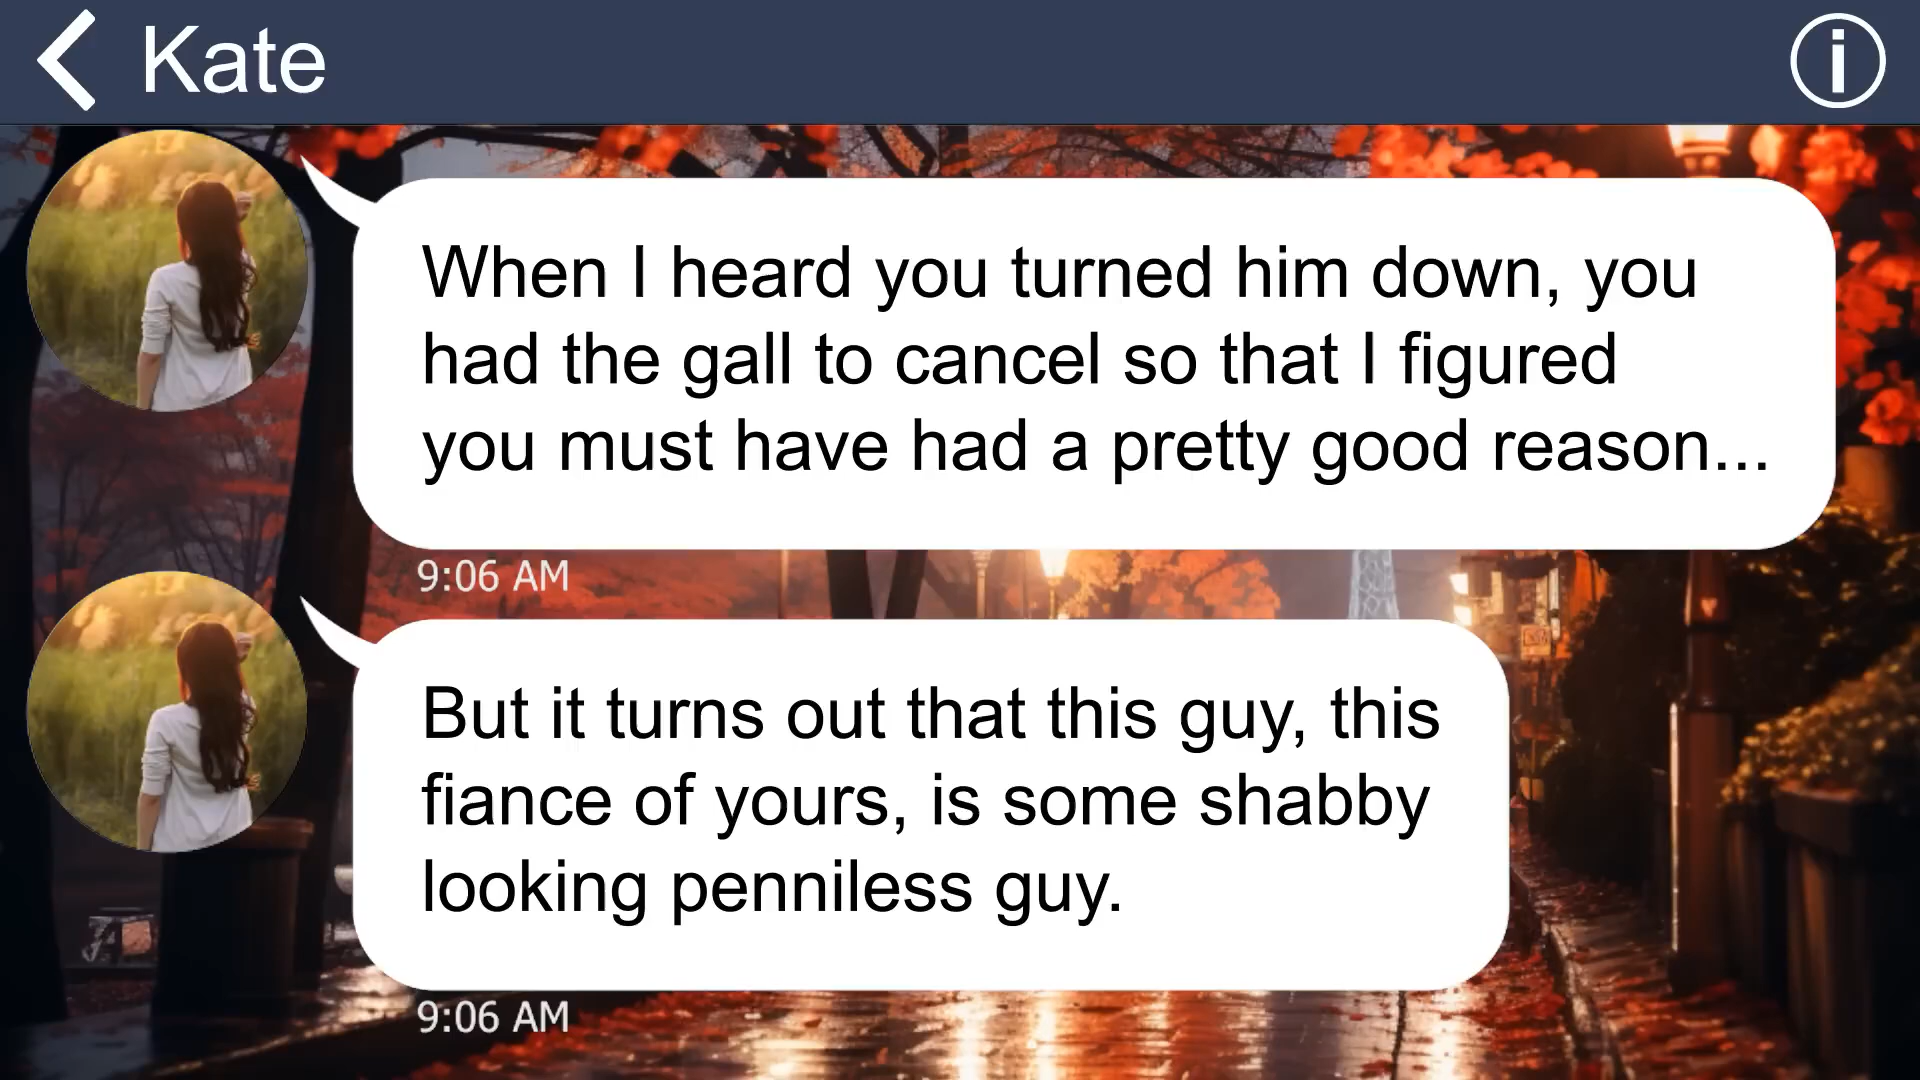 Kate
When I heard you turned him down, you
had the gall to cancel so that I figured
you must have had a pretty good reason...
9:06 AM
But it turns out that this guy, this
fiance of yours, is some shabby
looking penniless guy.
9:06 AM